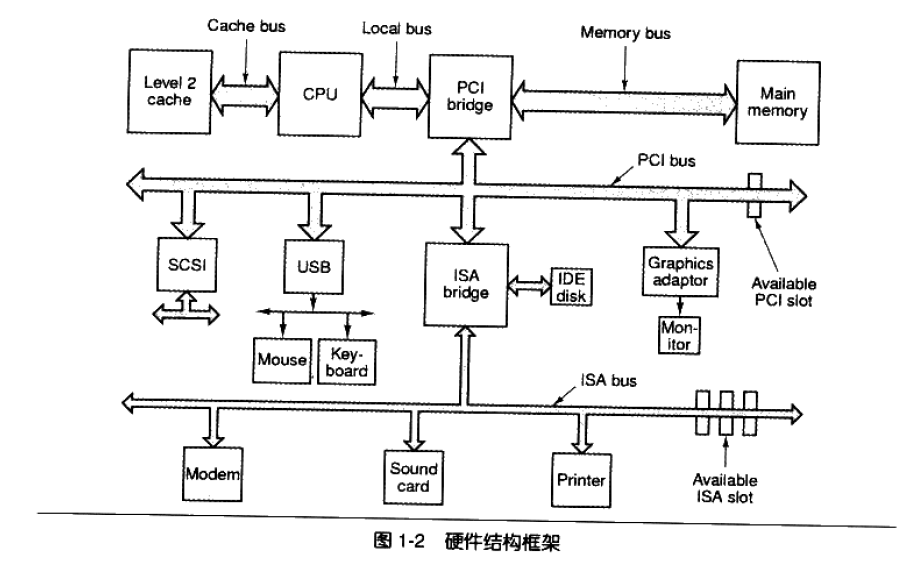 Cache bus
Local bus
Memory bus
Level 2
cache
CPU
PCI
bridge
Main
memory
PCI bus
SCSI
USB
ISA
bridge
IDE
disk
Graphics
adaptor
Available
PCI slot
Mon-
itor
Mouse
Key-
board
ISA bus
Modem
Sound
card
Printer
Available
ISA slot
图 1-2 硬件结构框架